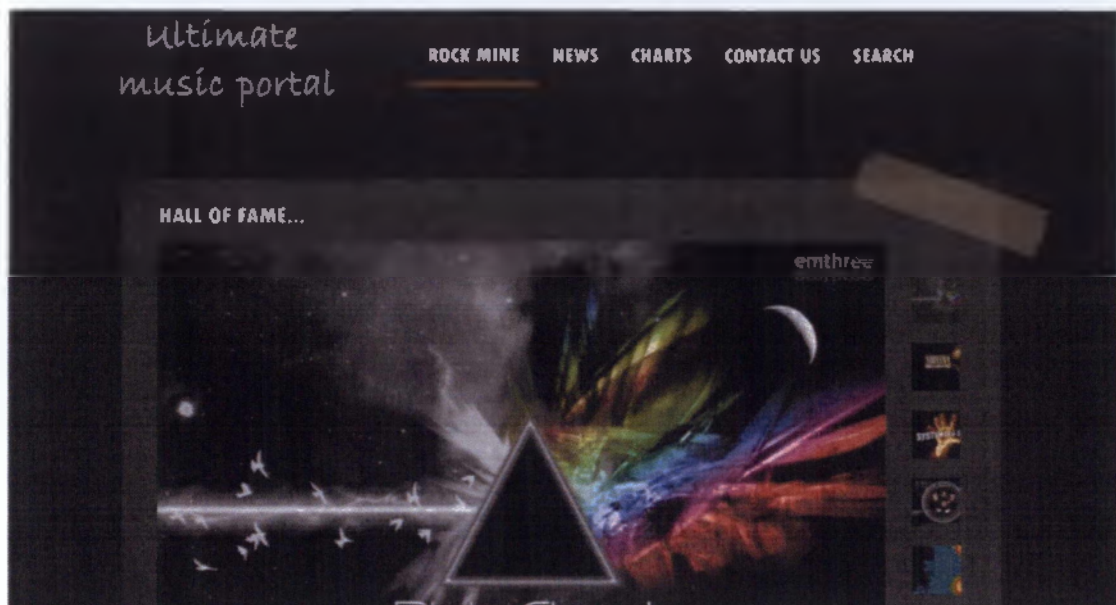 Ultimate
music portal
ROCK MINE NEWS CHARTS CONTACT US SEARCH
HALL OF FAME...
emthree